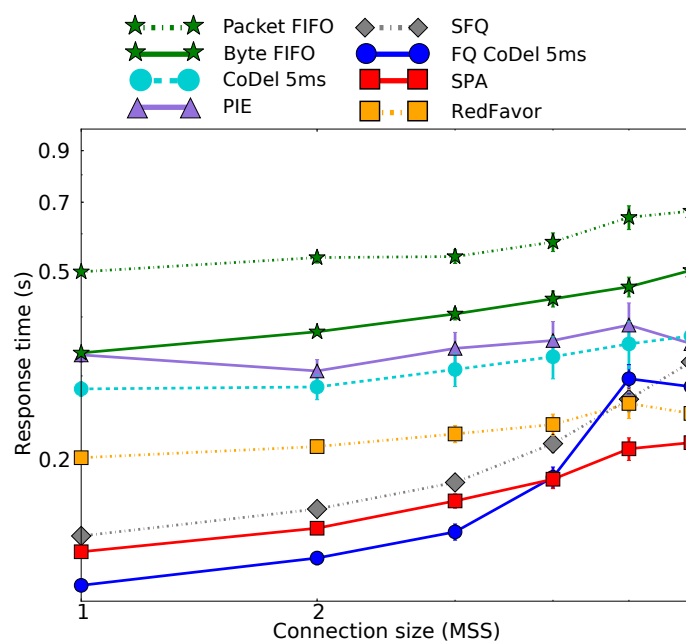 Packet FIFO
Byte FIFO
CoDel 5ms
PIE
SFQ
FQ CoDel 5ms
SPA
RedFavor
0.9
0.7
0.5
0.2
Response time (s)
1
2
Connection size (MSS)